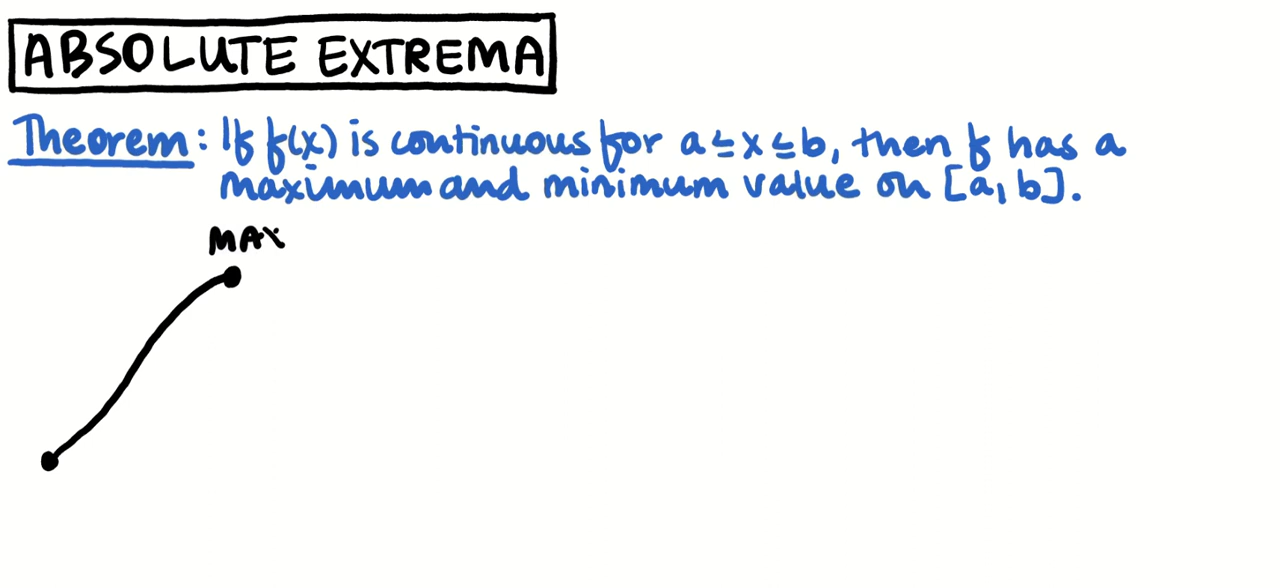 ABSOLUTE EXTREMA
Theorem: If f(x) is continuous for a ≤ x ≤ b, then f has a
maximum and minimum value on [a, b].
MAX